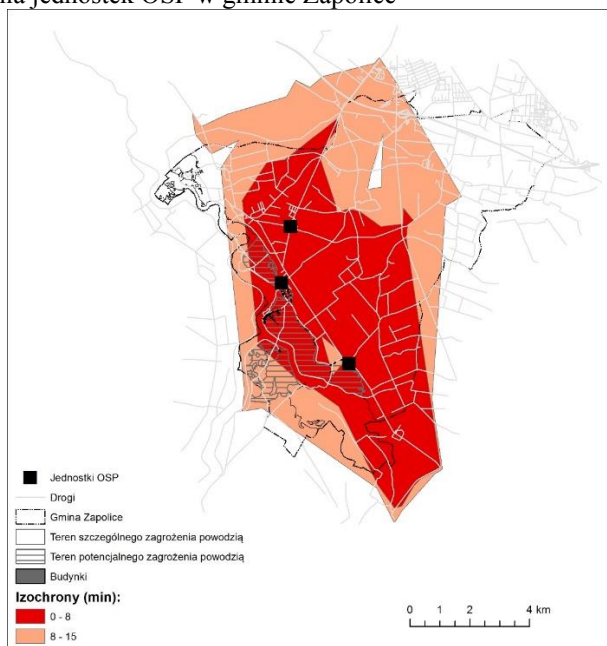 na jednostek OSP w gminie Zapolice
Jednostki OSP
Drogi
Gmina Zapolice
Teren szczególnego zagrożenia powodzią
Teren potencjalnego zagrożenia powodzią
Budynki
Izochrony (min):
0 - 8
8 - 15
0 1 2 4 km